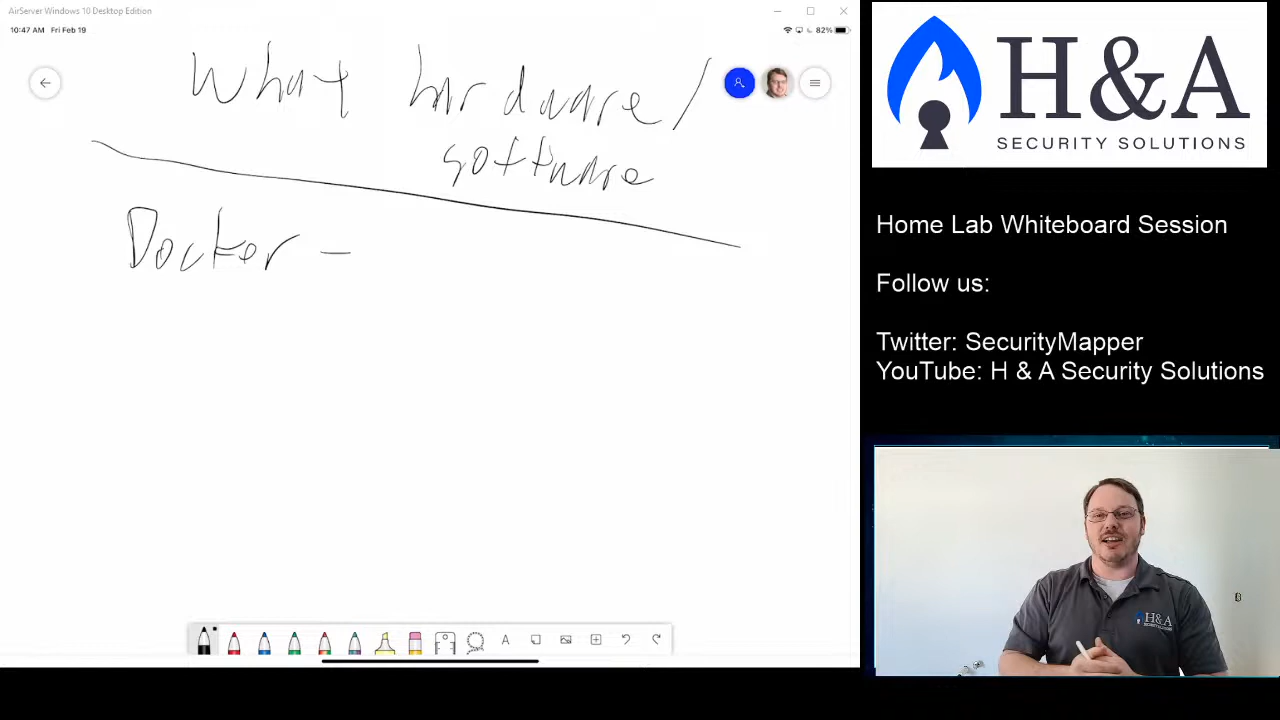 AirServer Windows 10 Desktop Edition
10:47 AM Fri Feb 19
82%
What hardware/
software
Docker -
A
H&A
SECURITY SOLUTIONS
Home Lab Whiteboard Session
Follow us:
Twitter: SecurityMapper
YouTube: H & A Security Solutions
H&A